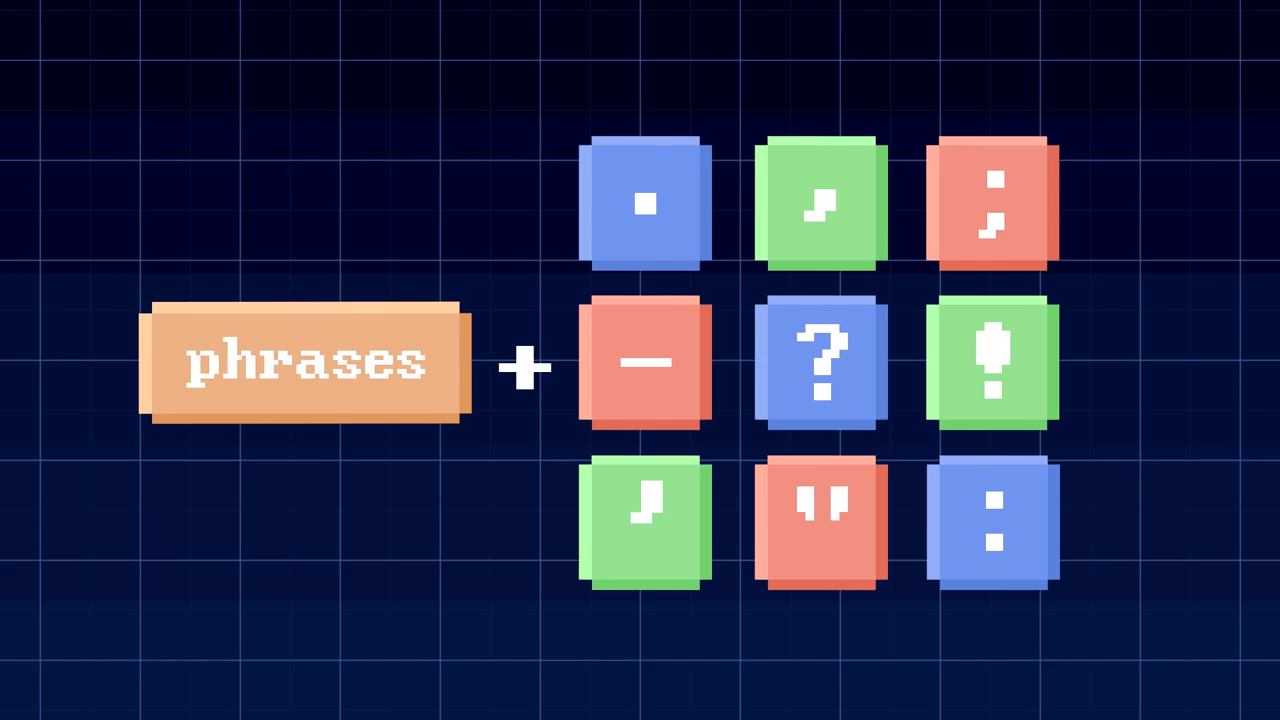 . , ;
phrases + - ? !
' " :